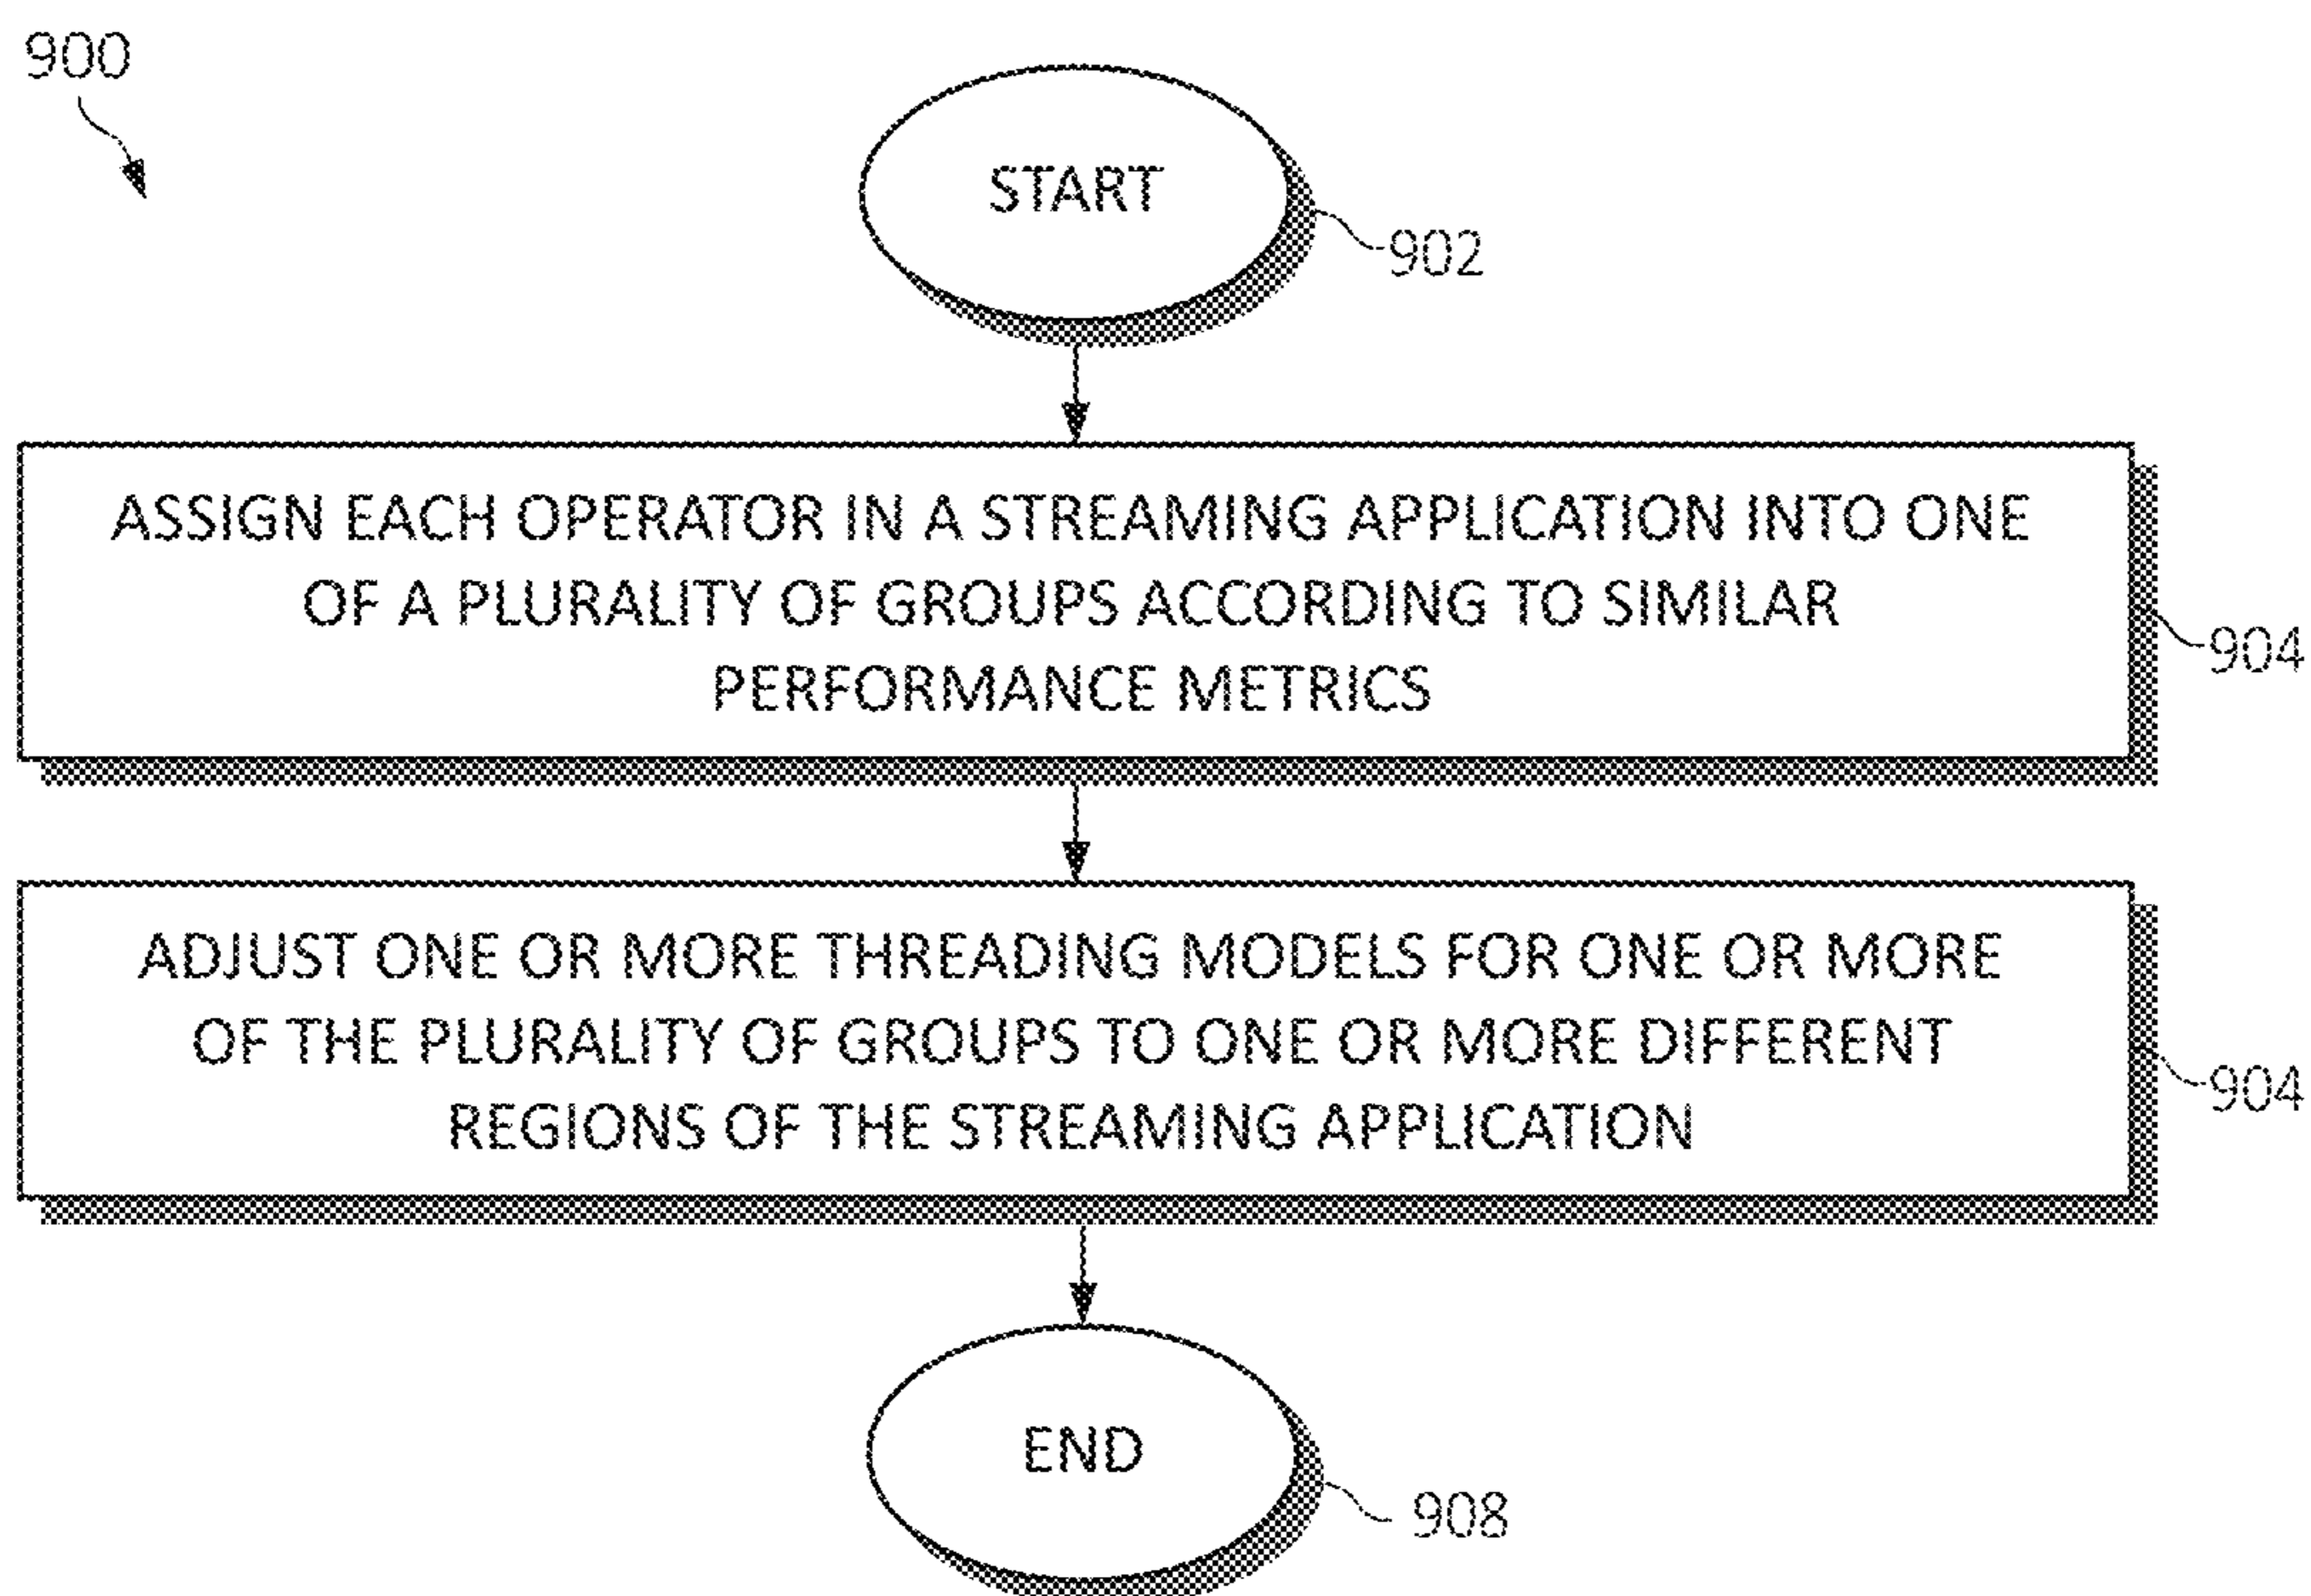 900
START
902
ASSIGN EACH OPERATOR IN A STREAMING APPLICATION INTO ONE
OF A PLURALITY OF GROUPS ACCORDING TO SIMILAR
PERFORMANCE METRICS
904
ADJUST ONE OR MORE THREADING MODELS FOR ONE OR MORE
OF THE PLURALITY OF GROUPS TO ONE OR MORE DIFFERENT
REGIONS OF THE STREAMING APPLICATION
904
END
908